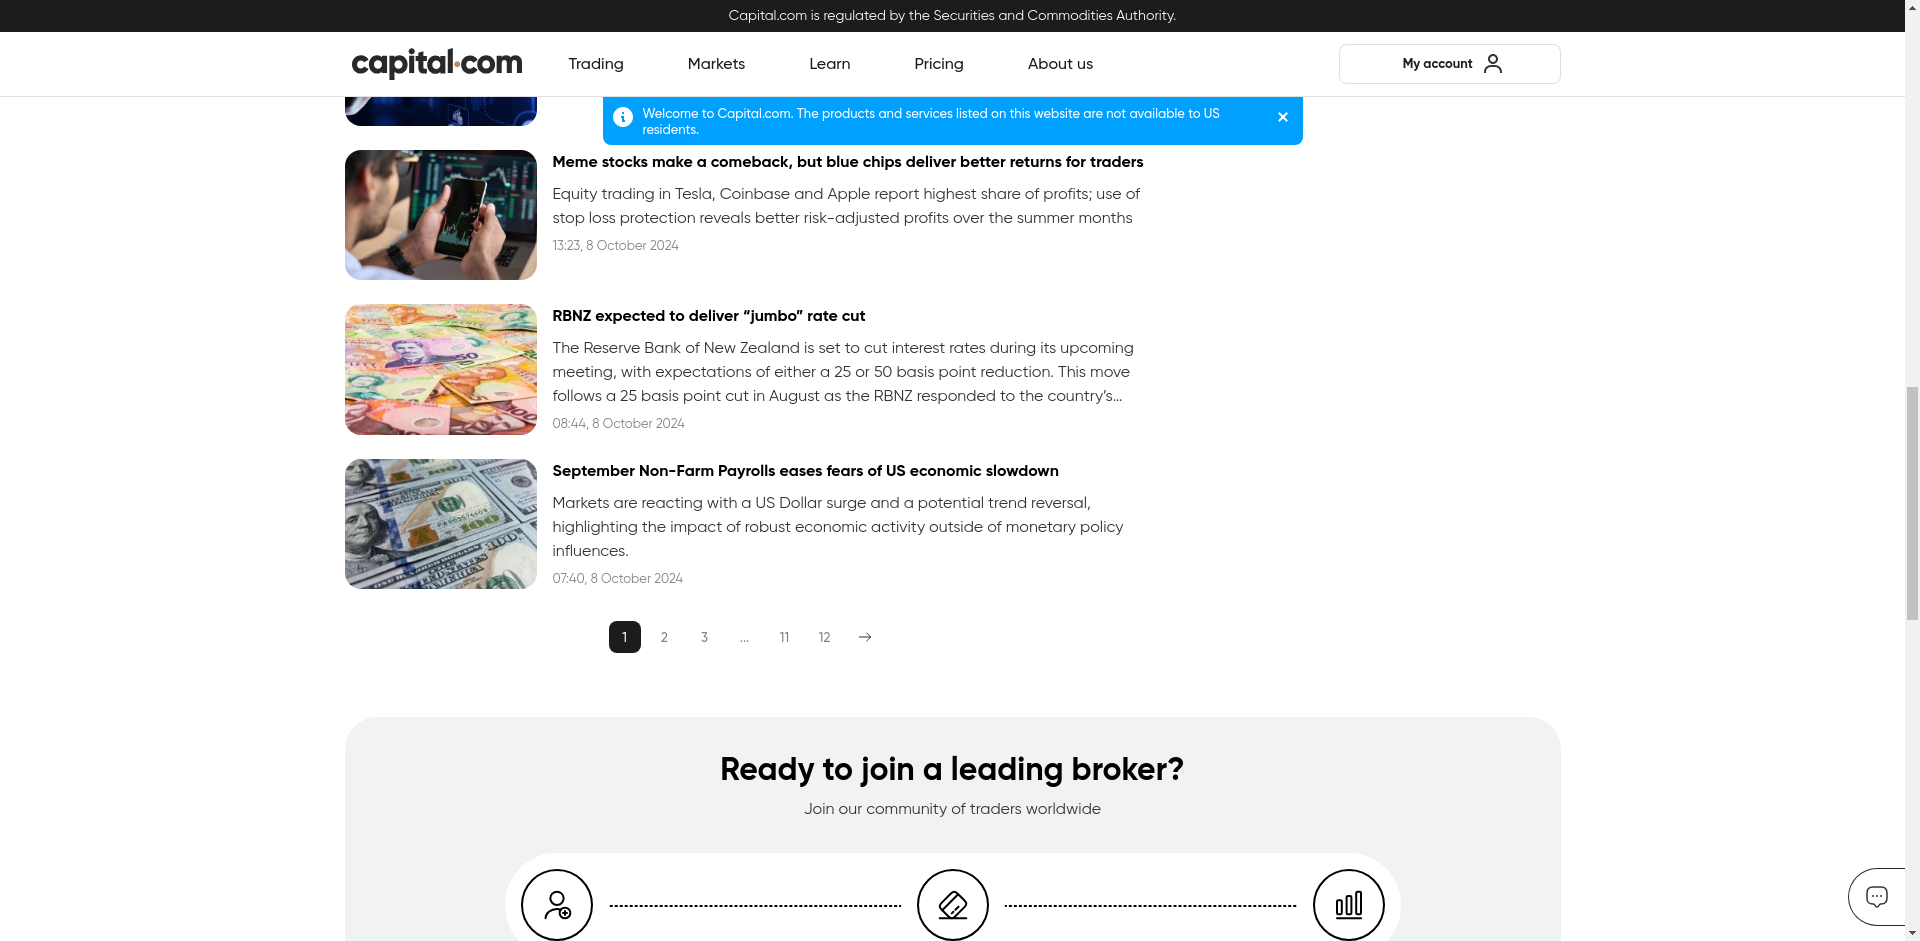 Capital.com is regulated by the Securities and Commodities Authority.
capital.com
Trading
Markets
Learn
Pricing
About us
My account
Welcome to Capital.com. The products and services listed on this website are not available to US
residents.
Meme stocks make a comeback, but blue chips deliver better returns for traders
Equity trading in Tesla, Coinbase and Apple report highest share of profits; use of
stop loss protection reveals better risk-adjusted profits over the summer months
13:23, 8 October 2024
RBNZ expected to deliver “jumbo” rate cut
The Reserve Bank of New Zealand is set to cut interest rates during its upcoming
meeting, with expectations of either a 25 or 50 basis point reduction. This move
follows a 25 basis point cut in August as the RBNZ responded to the country’s...
08:44, 8 October 2024
September Non-Farm Payrolls eases fears of US economic slowdown
Markets are reacting with a US Dollar surge and a potential trend reversal,
highlighting the impact of robust economic activity outside of monetary policy
influences.
07:40, 8 October 2024
1
2
3
...
11
12
Ready to join a leading broker?
Join our community of traders worldwide